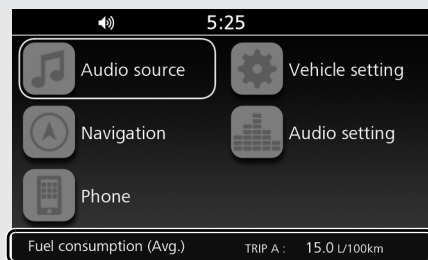 5:25
Audio source
Vehicle setting
Navigation
Audio setting
Phone
Fuel consumption (Avg.) TRIP A : 15.0 L/100km